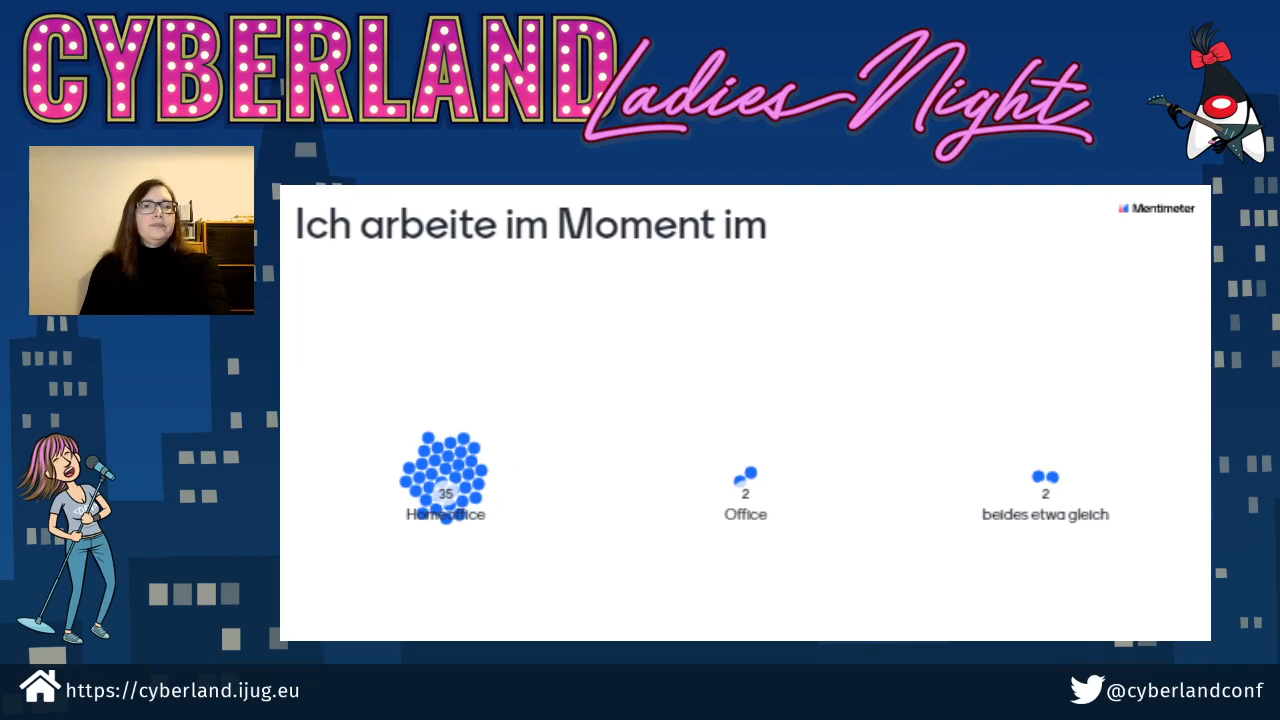 CYBERLAND
Ladies Night
Ich arbeite im Moment im
Mentimeter
35
Homeoffice
2
Office
2
beides etwa gleich
https://cyberland.ijug.eu
@cyberlandconf